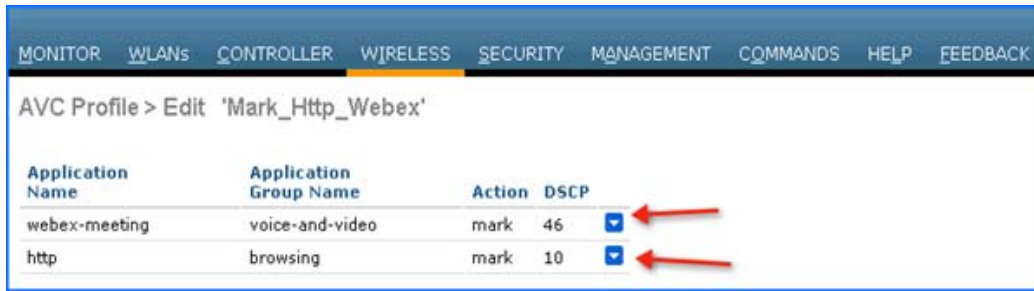 MONITOR WLANs CONTROLLER WIRELESS SECURITY MANAGEMENT COMMANDS HELP FEEDBACK
AVC Profile > Edit 'Mark_Http_Webex'
Application Name Application Group Name Action DSCP
webex-meeting voice-and-video mark 46
http browsing mark 10